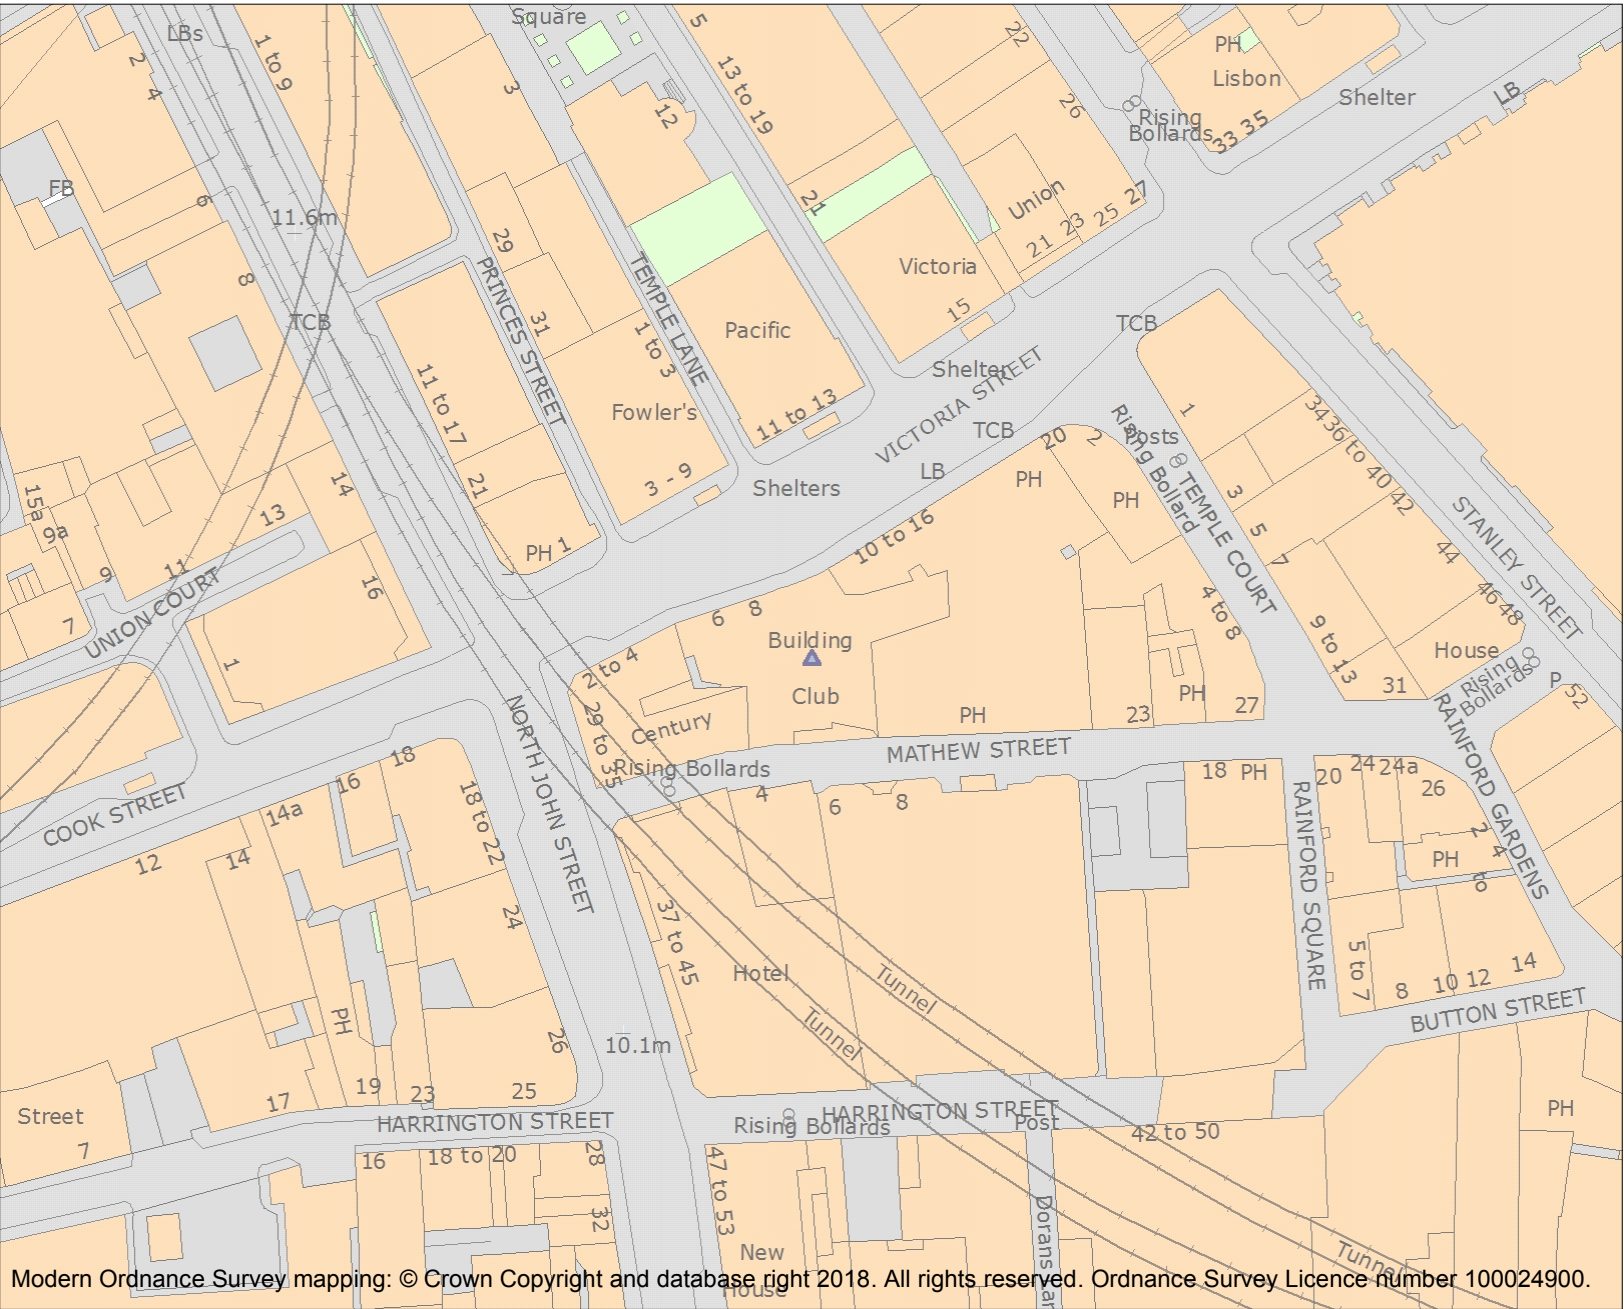 Square
LBs
1 to 9
2
4
3
5
13 to 19
12
22
26
PH
Lisbon
Shelter
LB
Rising
Bollards
33 35
FB
6
11.6m
8
TCB
29
31
PRINCES STREET
TEMPLE LANE
1 to 3
Fowler's
3 - 9
21
Pacific
11 to 13
Union
21 23 25 27
Victoria
15
Shelter
VICTORIA STREET
TCB
TCB
LB
Shelters
11 to 17
21
PH 1
14
13
15a
9a
9
11
7
UNION COURT
16
1
20
2
PH
PH
10 to 16
Posts
Rising Bollard
TEMPLE COURT
1
3
5
7
9 to 13
4 to 8
34
36 to 40
42
44
46
48
STANLEY STREET
House
Rising
Bollards
P
52
31
6
8
Building
Club
2 to 4
29 to 35
Century
PH
23
PH
27
MATHEW STREET
Rising Bollards
NORTH JOHN STREET
COOK STREET
12
14
14a
16
18
18 to 22
24
26
4
6
8
18
PH
20
24
24a
26
2
4
to
PH
RAINFORD SQUARE
RAINFORD GARDENS
5 to 7
8
10
12
14
BUTTON STREET
37 to 45
Hotel
Tunnel
Tunnel
10.1m
PH
17
19
23
25
Street
7
HARRINGTON STREET
HARRINGTON STREET
Rising Bollards
Post
42 to 50
PH
16
18 to 20
28
32
47 to 53
New
House
Tunnel
Modern Ordnance Survey mapping: © Crown Copyright and database right 2018. All rights reserved. Ordnance Survey Licence number 100024900.